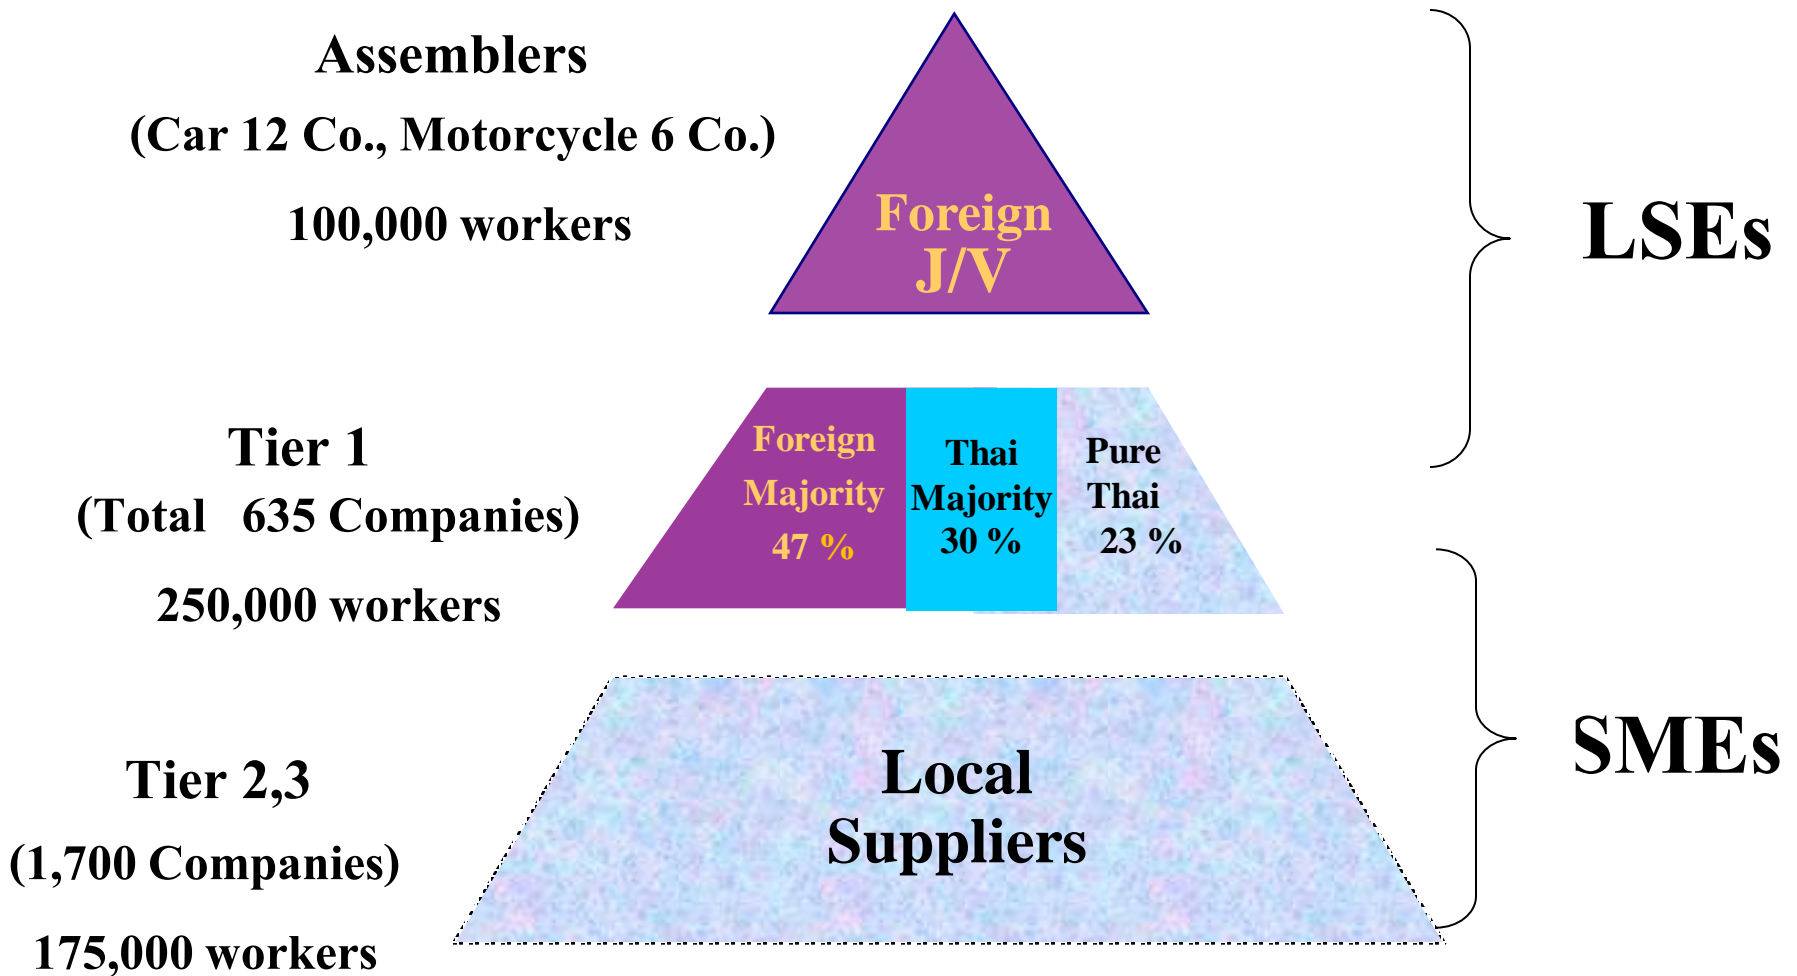 Assemblers
(Car 12 Co., Motorcycle 6 Co.)
100,000 workers
Foreign
J/V
LSEs
Tier 1
(Total 635 Companies)
250,000 workers
Foreign
Majority
47 %
Thai
Majority
30 %
Pure
Thai
23 %
Tier 2,3
(1,700 Companies)
175,000 workers
Local
Suppliers
SMEs